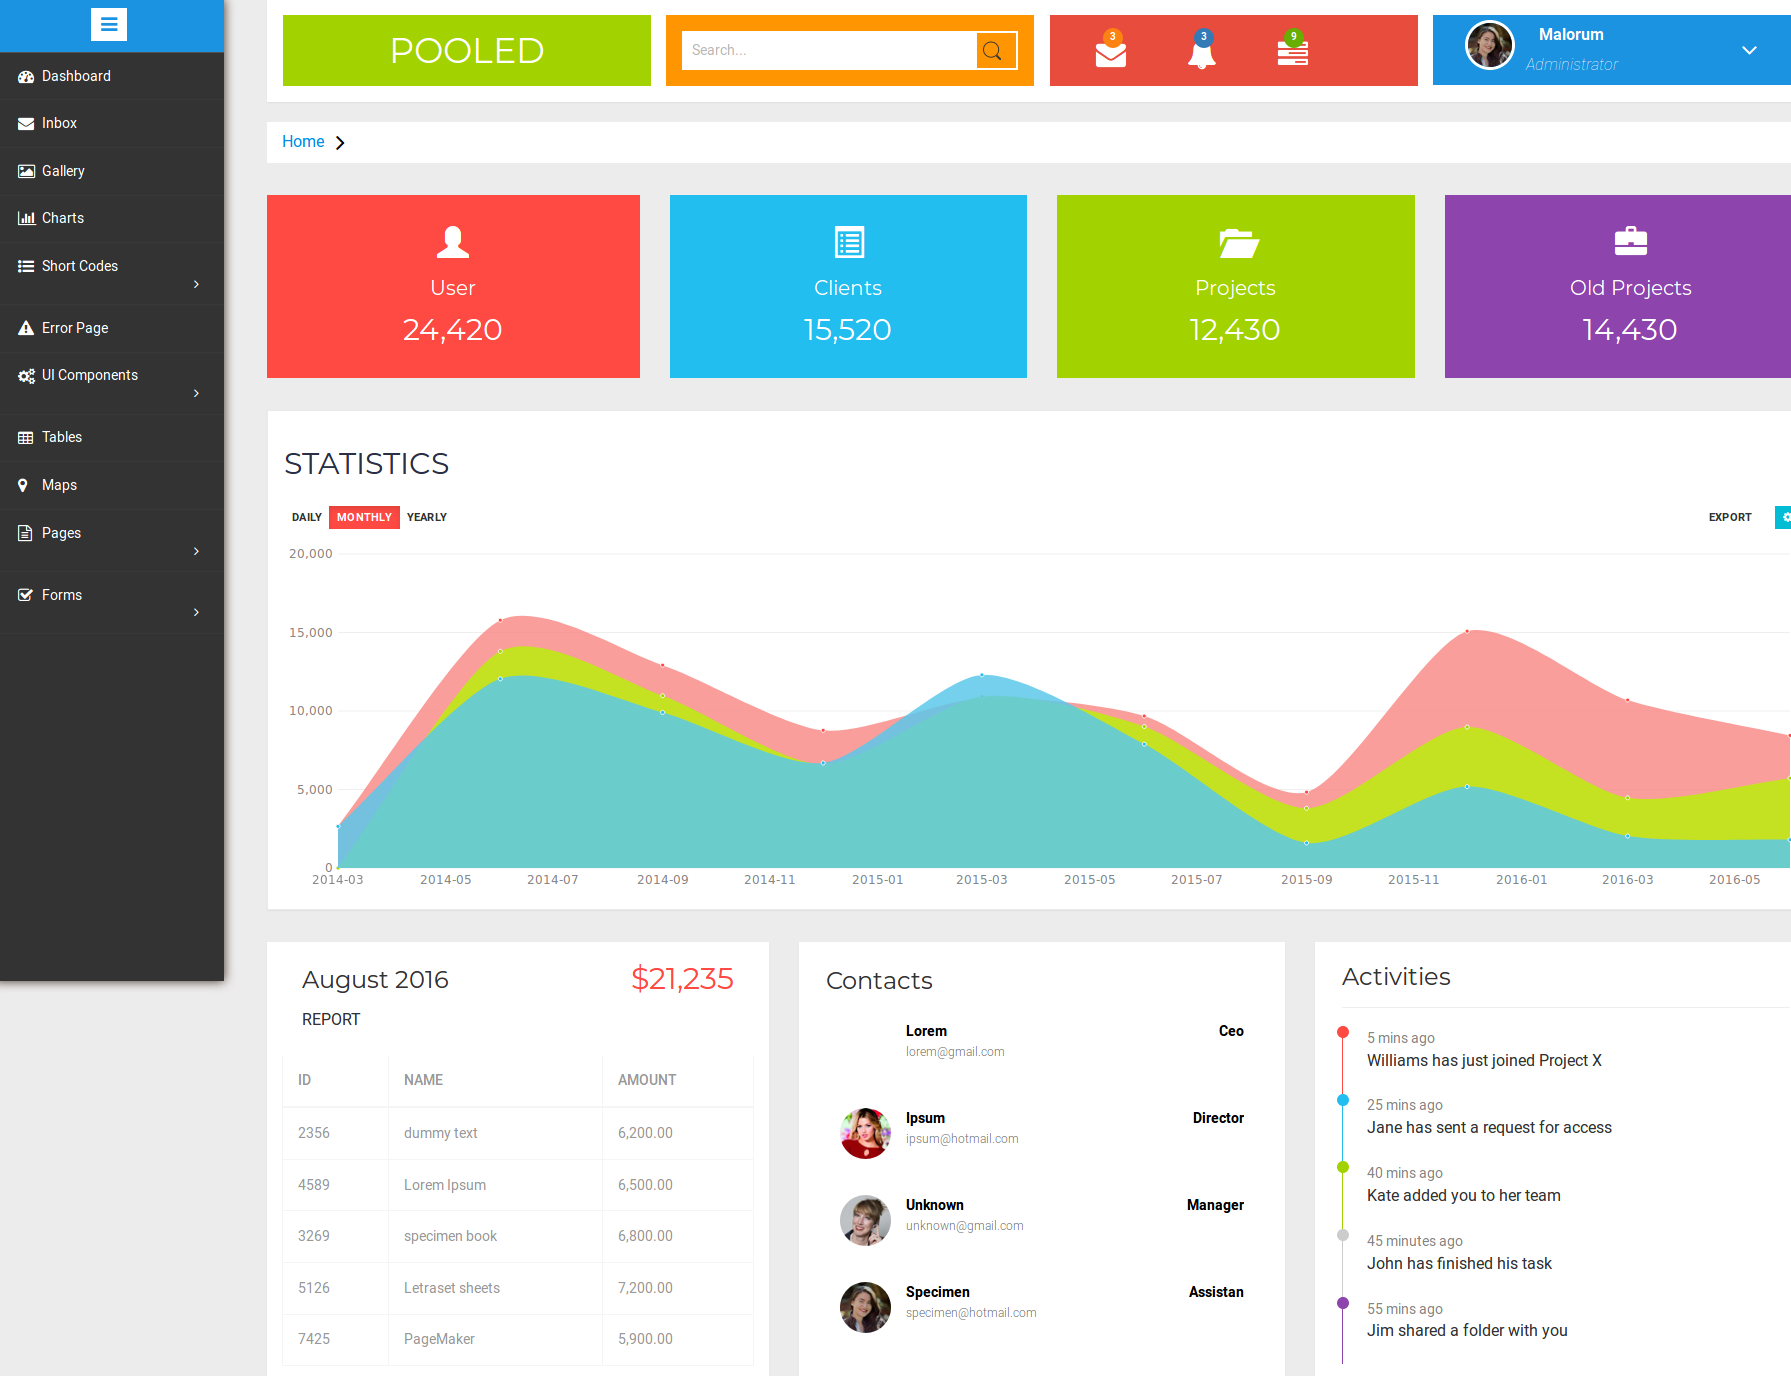 POOLED
Search...
3
3
9
Malorum
Administrator
Dashboard
Inbox
Gallery
Charts
Short Codes
Error Page
UI Components
Tables
Maps
Pages
Forms
Home
User
24,420
Clients
15,520
Projects
12,430
Old Projects
14,430
STATISTICS
DAILY MONTHLY YEARLY
EXPORT
20,000
15,000
10,000
5,000
0
2014-03 2014-05 2014-07 2014-09 2014-11 2015-01 2015-03 2015-05 2015-07 2015-09 2015-11 2016-01 2016-03 2016-05
August 2016 $21,235
REPORT
ID NAME AMOUNT
2356 dummy text 6,200.00
4589 Lorem Ipsum 6,500.00
3269 specimen book 6,800.00
5126 Letraset sheets 7,200.00
7425 PageMaker 5,900.00
Contacts
Lorem Ceo
lorem@gmail.com
Ipsum Director
ipsum@hotmail.com
Unknown Manager
unknown@gmail.com
Specimen Assistan
specimen@hotmail.com
Activities
5 mins ago
Williams has just joined Project X
25 mins ago
Jane has sent a request for access
40 mins ago
Kate added you to her team
45 minutes ago
John has finished his task
55 mins ago
Jim shared a folder with you